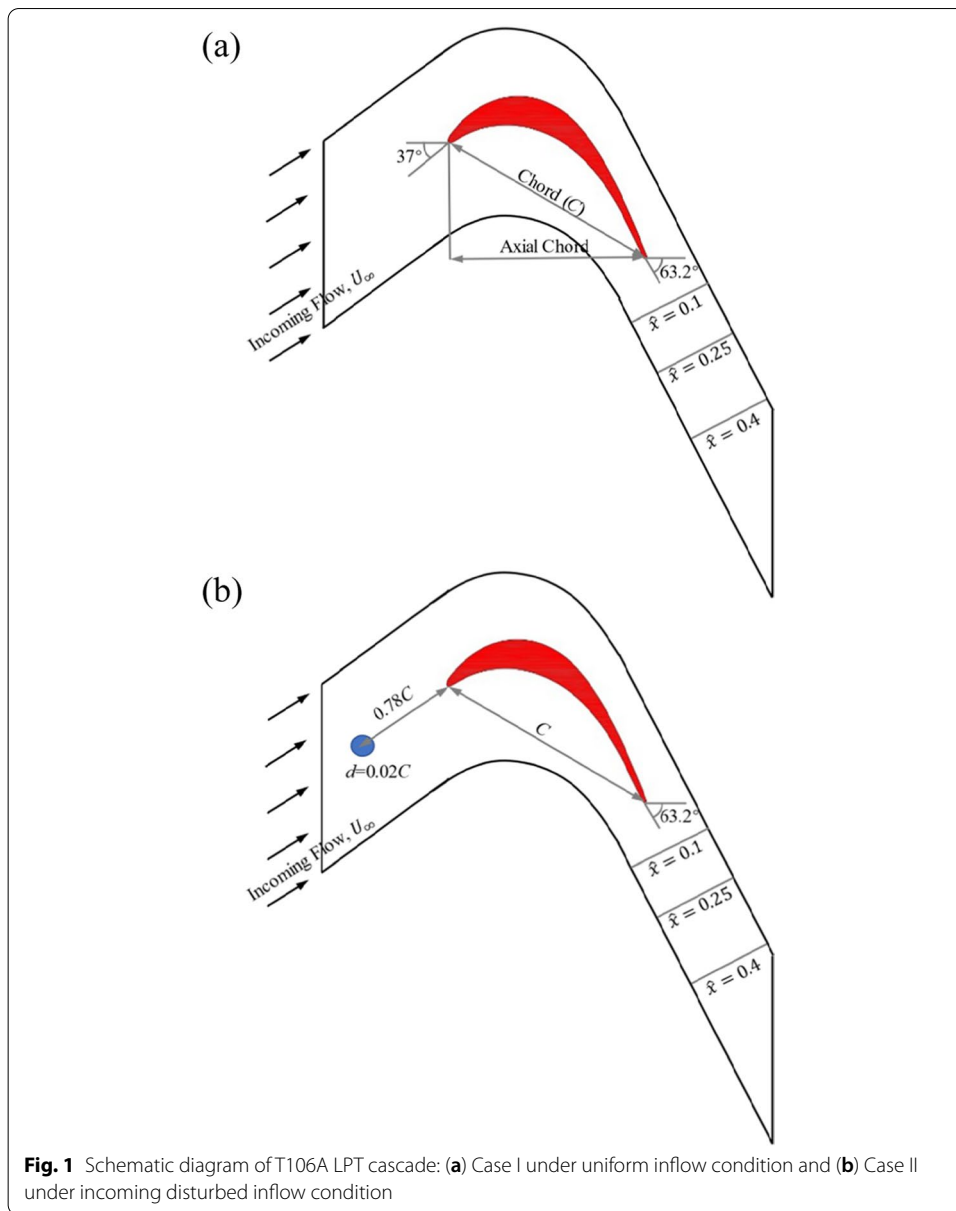 (a)
37°
Chord (C)
Axial Chord
63.2°
Incoming Flow, U∞
x̂ = 0.1
x̂ = 0.25
x̂ = 0.4
(b)
0.78C
C
d=0.02C
63.2°
Incoming Flow, U∞
x̂ = 0.1
x̂ = 0.25
x̂ = 0.4
Fig. 1 Schematic diagram of T106A LPT cascade: (a) Case I under uniform inflow condition and (b) Case II
under incoming disturbed inflow condition